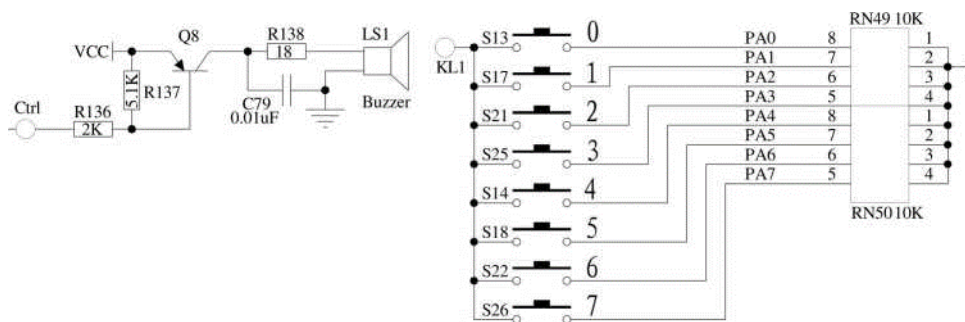 VCC
Q8
R138
18
LS1
Buzzer
5.1K
R137
C79
0.01uF
Ctrl
R136
2K
KL1
S13 0
S17 1
S21 2
S25 3
S14 4
S18 5
S22 6
S26 7
RN49 10K
PA0 8 1
PA1 7 2
PA2 6 3
PA3 5 4
PA4 8 1
PA5 7 2
PA6 6 3
PA7 5 4
RN50 10K